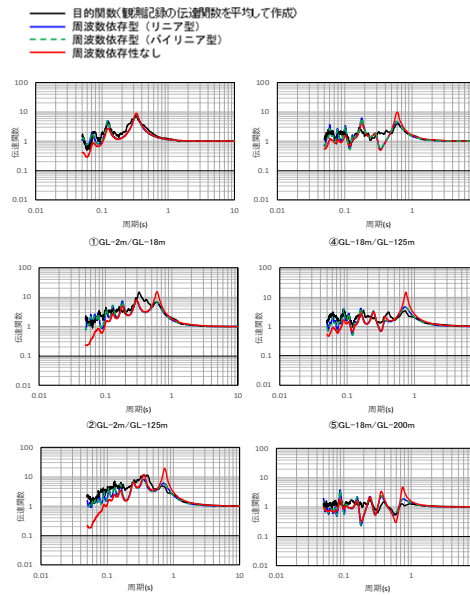 目的関数(観測記録の伝達関数を平均して作成)
周波数依存型（リニア型）
周波数依存型（バイリニア型）
周波数依存性なし
100
10
1
0.1
0.01
伝達関数
0.01 0.1 1 10
周期(s)
①GL-2m/GL-18m
100
10
1
0.1
0.01
伝達関数
0.01 0.1 1
周期(s)
④GL-18m/GL-125m
100
10
1
0.1
0.01
伝達関数
0.01 0.1 1 10
周期(s)
②GL-2m/GL-125m
100
10
1
0.1
0.01
伝達関数
0.01 0.1 1
周期(s)
⑤GL-18m/GL-200m
100
10
1
0.1
0.01
伝達関数
0.01 0.1 1 10
周期(s)
100
10
1
0.1
0.01
伝達関数
0.01 0.1 1
周期(s)